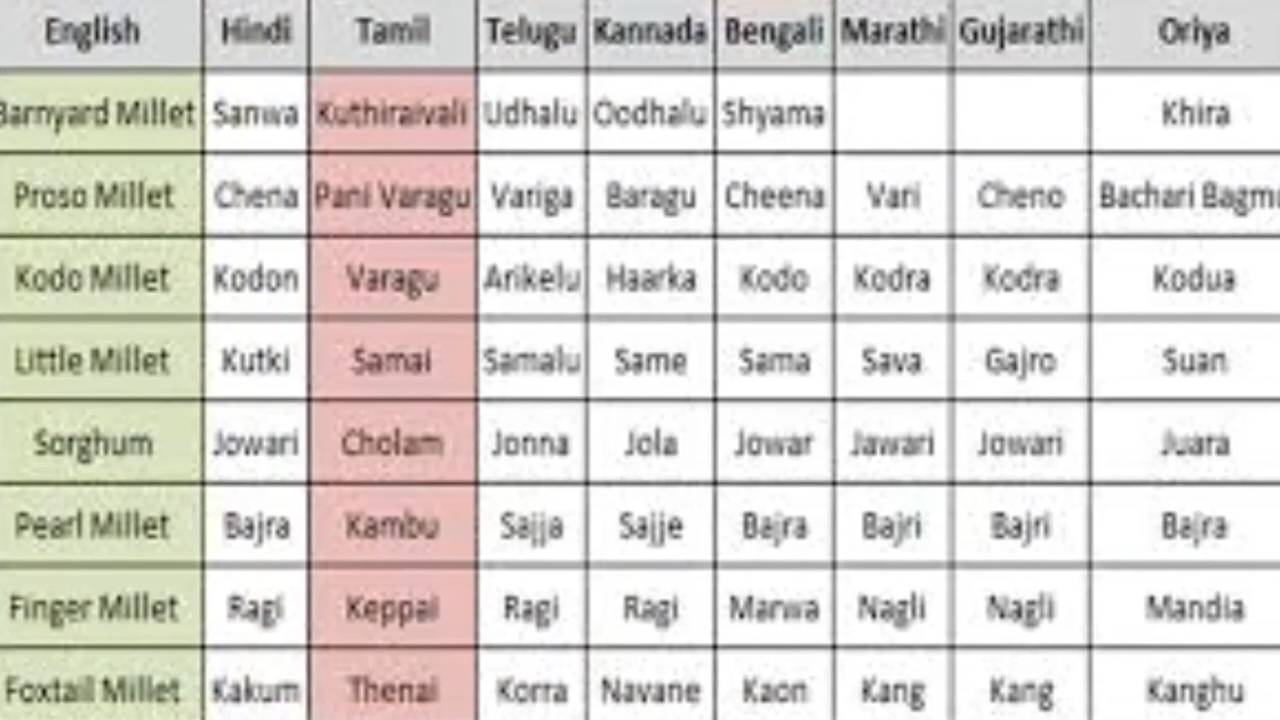 English Hindi Tamil Telugu Kannada Bengali Marathi Gujarathi Oriya
Barnyard Millet Sanwa Kuthiraivali Udhalu Oodhalu Shyama Khira
Proso Millet Chena Pani Varagu Variga Baragu Cheena Vari Cheno Bachari Bagmu
Kodo Millet Kodon Varagu Arikelu Haarka Kodo Kodra Kodra Kodua
Little Millet Kutki Samai Samalu Same Sama Sava Gajro Suan
Sorghum Jowari Cholam Jonna Jola Jowar Jawari Jowari Juara
Pearl Millet Bajra Kambu Sajja Sajje Bajra Bajri Bajri Bajra
Finger Millet Ragi Keppai Ragi Ragi Marwa Nagli Nagli Mandia
Foxtail Millet Kakum Thenai Korra Navane Kaon Kang Kang Kanghu